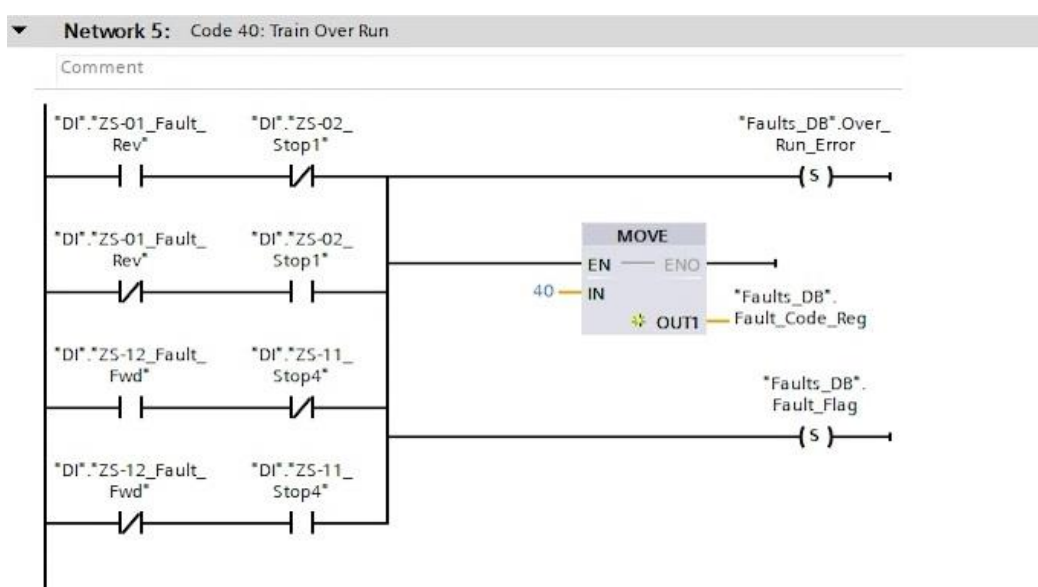 Network 5: Code 40: Train Over Run
Comment
"DI"."ZS-01_Fault_
Rev"
"DI"."ZS-02_
Stop1"
"Faults_DB".Over_
Run_Error
S
"DI"."ZS-01_Fault_
Rev"
"DI"."ZS-02_
Stop1"
MOVE
EN ENO
40 IN
OUT1
"Faults_DB".
Fault_Code_Reg
"DI"."ZS-12_Fault_
Fwd"
"DI"."ZS-11_
Stop4"
"Faults_DB".
Fault_Flag
S
"DI"."ZS-12_Fault_
Fwd"
"DI"."ZS-11_
Stop4"